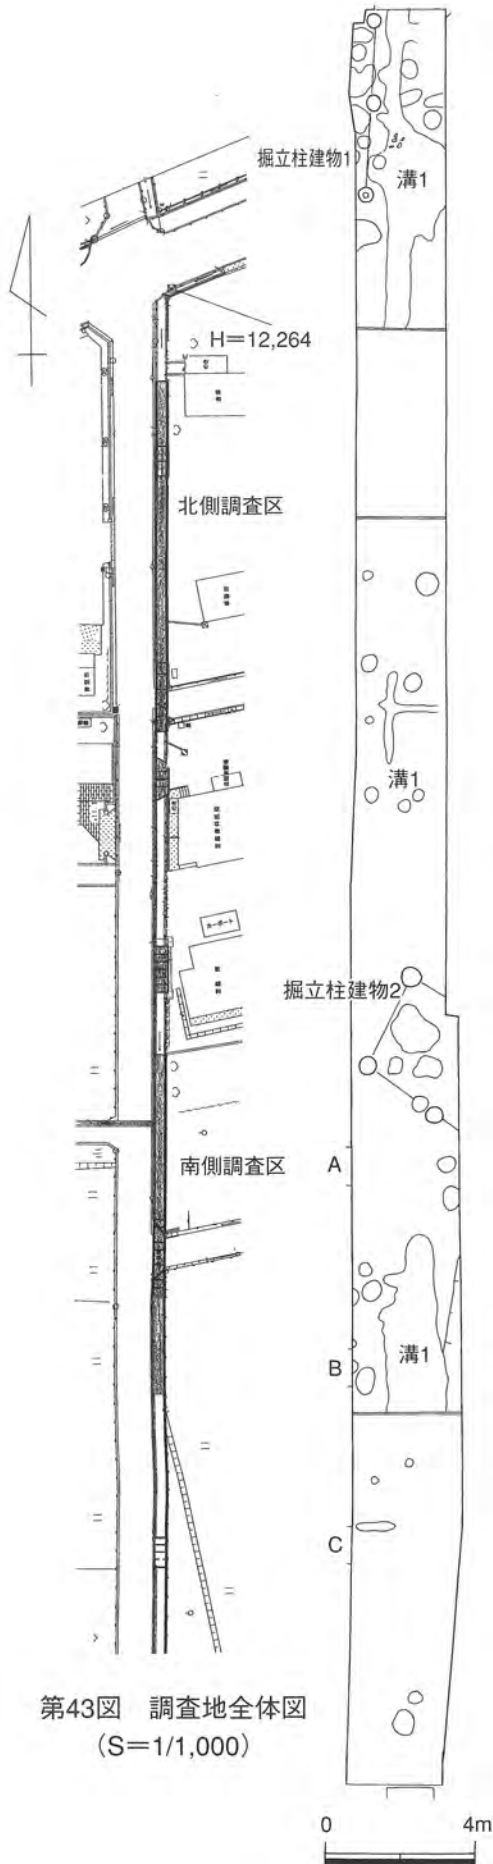 掘立柱建物1
溝1
H=12,264
北側調査区
溝1
カーポート
掘立柱建物2
南側調査区
A
溝1
B
C
第43図 調査地全体図
(S=1/1,000)
0 4m